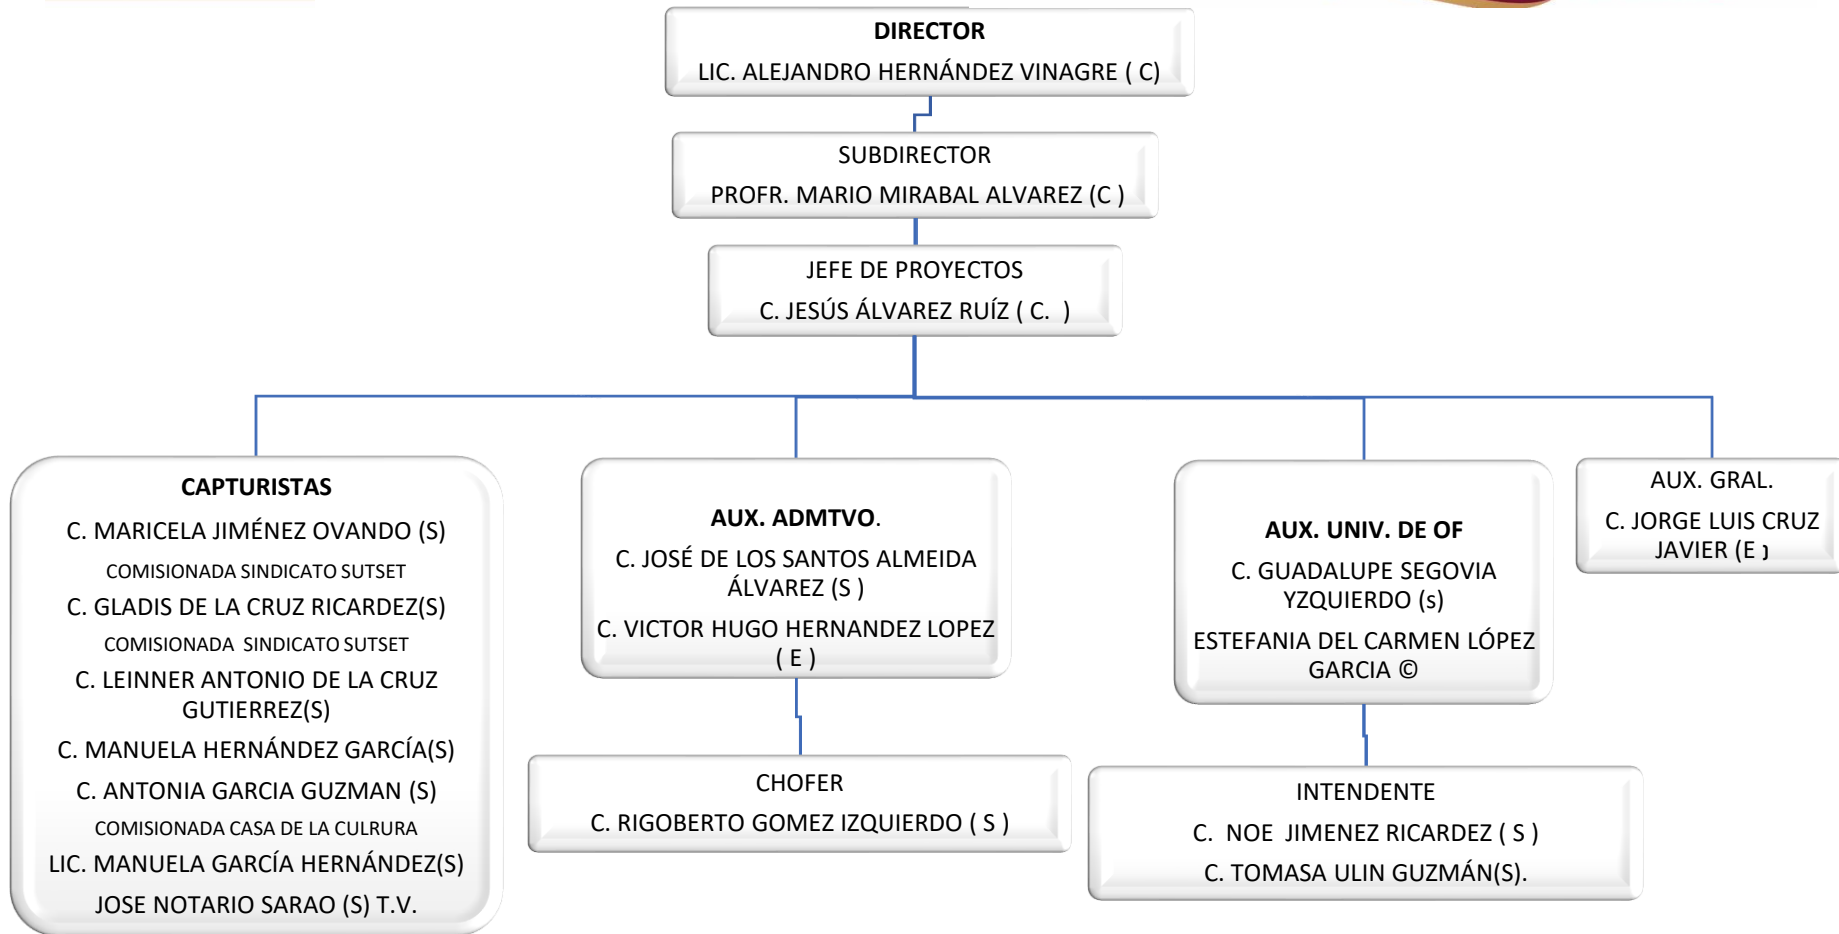 DIRECTOR
LIC. ALEJANDRO HERNÁNDEZ VINAGRE ( C)
SUBDIRECTOR
PROFR. MARIO MIRABAL ALVAREZ (C )
JEFE DE PROYECTOS
C. JESÚS ÁLVAREZ RUÍZ ( C.  )
CAPTURISTAS
C. MARICELA JIMÉNEZ OVANDO (S)
COMISIONADA SINDICATO SUTSET
C. GLADIS DE LA CRUZ RICARDEZ(S)
COMISIONADA  SINDICATO SUTSET
C. LEINNER ANTONIO DE LA CRUZ
GUTIERREZ(S)
C. MANUELA HERNÁNDEZ GARCÍA(S)
C. ANTONIA GARCIA GUZMAN (S)
COMISIONADA CASA DE LA CULRURA
LIC. MANUELA GARCÍA HERNÁNDEZ(S)
JOSE NOTARIO SARAO (S) T.V.
AUX. ADMTVO.
C. JOSÉ DE LOS SANTOS ALMEIDA
ÁLVAREZ (S )
C. VICTOR HUGO HERNANDEZ LOPEZ
( E )
CHOFER
C. RIGOBERTO GOMEZ IZQUIERDO ( S )
AUX. UNIV. DE OF
C. GUADALUPE SEGOVIA
YZQUIERDO (s)
ESTEFANIA DEL CARMEN LÓPEZ
GARCIA ©
INTENDENTE
C.  NOE  JIMENEZ RICARDEZ ( S )
C. TOMASA ULIN GUZMÁN(S).
AUX. GRAL.
C. JORGE LUIS CRUZ
JAVIER (E )